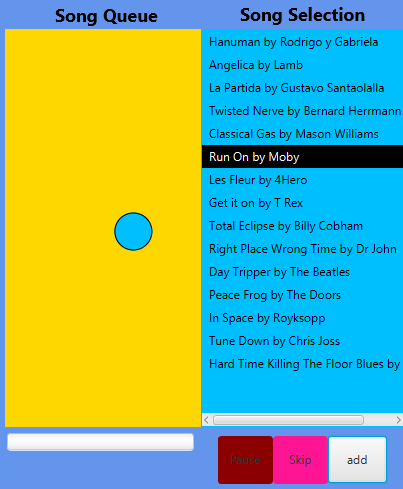 Song Queue
Song Selection
Hanuman by Rodrigo y Gabriela
Angelica by Lamb
La Partida by Gustavo Santaolalla
Twisted Nerve by Bernard Herrmann
Classical Gas by Mason Williams
Run On by Moby
Les Fleur by 4Hero
Get it on by T Rex
Total Eclipse by Billy Cobham
Right Place Wrong Time by Dr John
Day Tripper by The Beatles
Peace Frog by The Doors
In Space by Royksopp
Tune Down by Chris Joss
Hard Time Killing The Floor Blues by
Pause
Skip
add